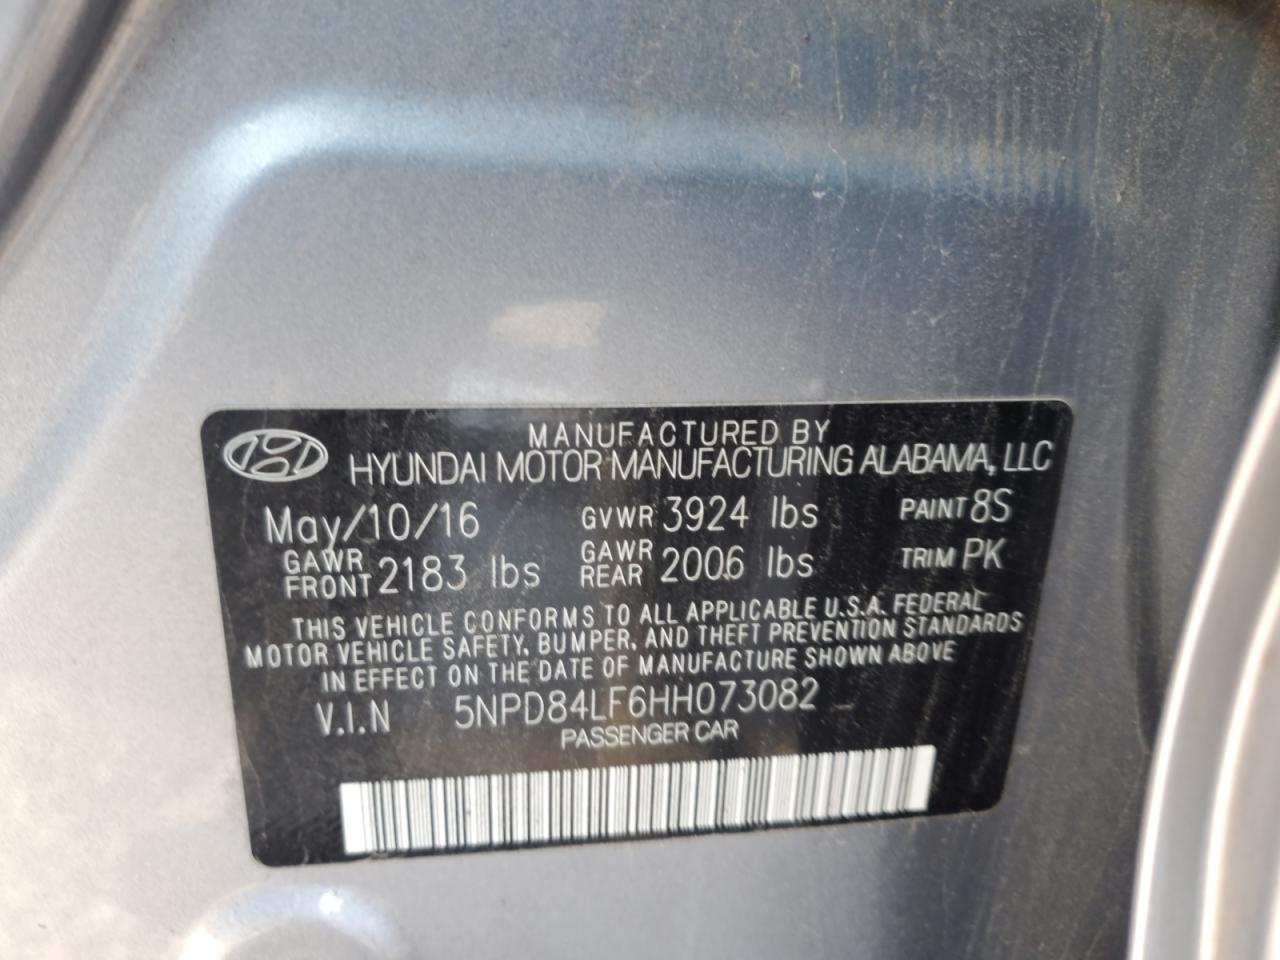 MANUFACTURED BY
HYUNDAI MOTOR MANUFACTURING ALABAMA, LLC
May/10/16 GVWR 3924 lbs PAINT 8S
GAWR FRONT 2183 lbs GAWR REAR 2006 lbs TRIM PK
THIS VEHICLE CONFORMS TO ALL APPLICABLE U.S.A. FEDERAL
MOTOR VEHICLE SAFETY, BUMPER, AND THEFT PREVENTION STANDARDS
IN EFFECT ON THE DATE OF MANUFACTURE SHOWN ABOVE
V.I.N 5NPD84LF6HH073082
PASSENGER CAR